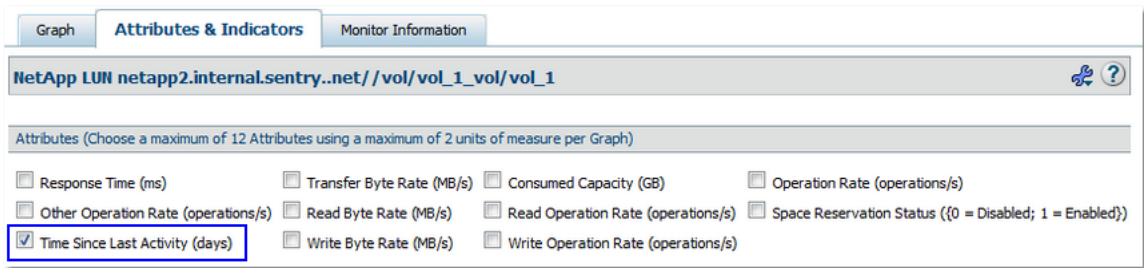 Graph Attributes & Indicators Monitor Information
NetApp LUN netapp2.internal.sentry..net//vol/vol_1_vol/vol_1
?
Attributes (Choose a maximum of 12 Attributes using a maximum of 2 units of measure per Graph)
Response Time (ms) Transfer Byte Rate (MB/s) Consumed Capacity (GB) Operation Rate (operations/s)
Other Operation Rate (operations/s) Read Byte Rate (MB/s) Read Operation Rate (operations/s) Space Reservation Status ({0 = Disabled; 1 = Enabled})
Time Since Last Activity (days) Write Byte Rate (MB/s) Write Operation Rate (operations/s)